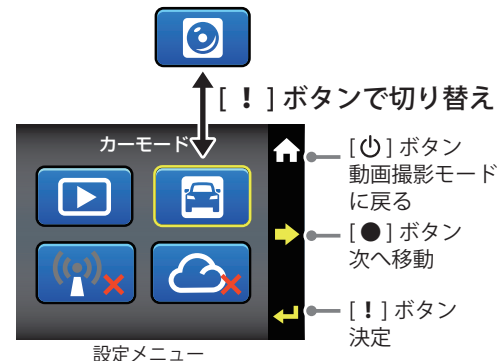 [ ! ] ボタンで切り替え
カーモード
[⏻] ボタン
動画撮影モード
に戻る
[●] ボタン
次へ移動
[ ! ] ボタン
決定
設定メニュー